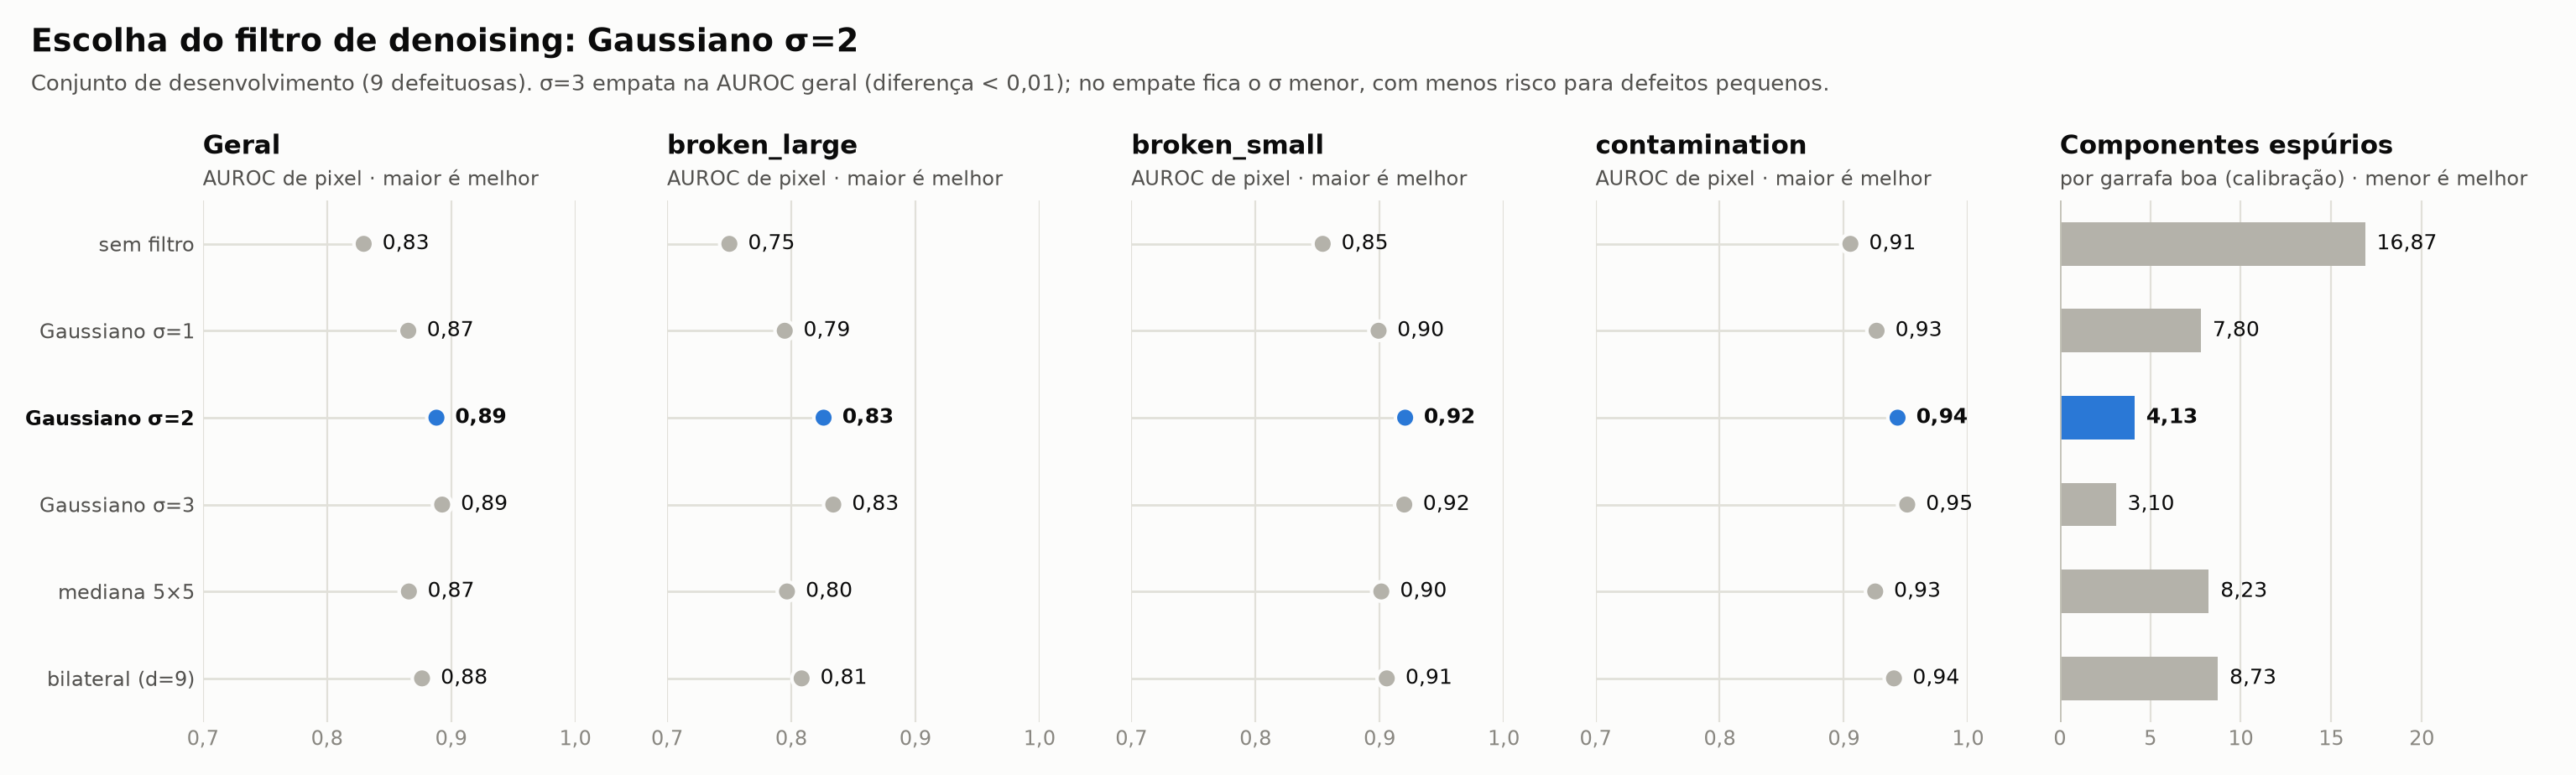 Escolha do filtro de denoising: Gaussiano σ=2
Conjunto de desenvolvimento (9 defeituosas). σ=3 empata na AUROC geral (diferença < 0,01); no empate fica o σ menor, com menos risco para defeitos pequenos.
Geral broken_large broken_small contamination Componentes espúrios
AUROC de pixel · maior é melhor AUROC de pixel · maior é melhor AUROC de pixel · maior é melhor AUROC de pixel · maior é melhor por garrafa boa (calibração) · menor é melhor
sem filtro 0,83 0,75 0,85 0,91 16,87
Gaussiano σ=1 0,87 0,79 0,90 0,93 7,80
Gaussiano σ=2 0,89 0,83 0,92 0,94 4,13
Gaussiano σ=3 0,89 0,83 0,92 0,95 3,10
mediana 5×5 0,87 0,80 0,90 0,93 8,23
bilateral (d=9) 0,88 0,81 0,91 0,94 8,73
0,7 0,8 0,9 1,0 0,7 0,8 0,9 1,0 0,7 0,8 0,9 1,0 0,7 0,8 0,9 1,0 0 5 10 15 20